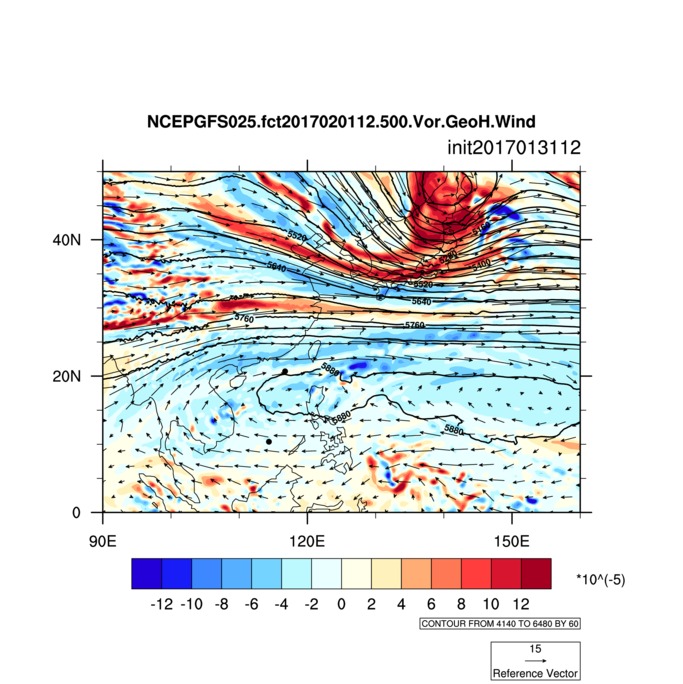 NCEPGFS025.fct2017020112.500.Vor.GeoH.Wind
init2017013112
40N
20N
0
5520
5640
5760
5400
5520
5640
5760
5880
5880
5880
90E 120E 150E
-12 -10 -8 -6 -4 -2 0 2 4 6 8 10 12
*10^(-5)
CONTOUR FROM 4140 TO 6480 BY 60
15
Reference Vector